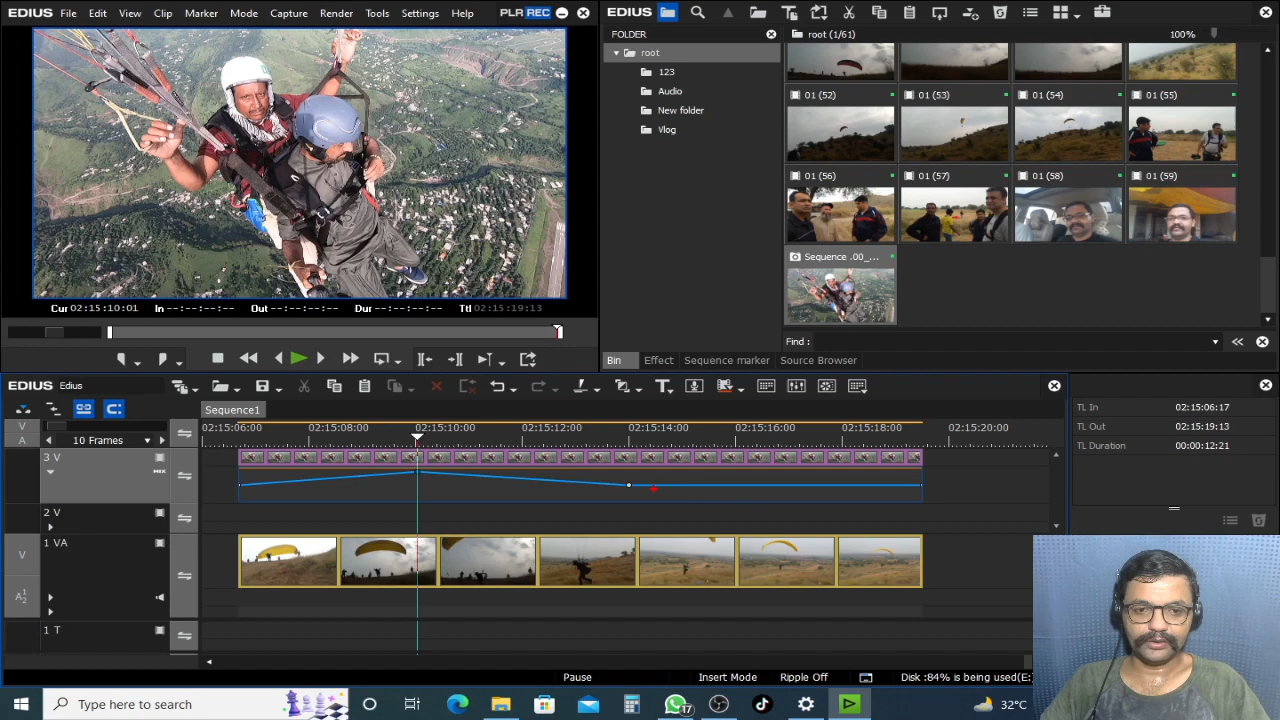 EDIUS File Edit View Clip Marker Mode Capture Render Tools Settings Help PLR REC
Cur 02:15:10:01 In --:--:--:-- Out --:--:--:-- Dur --:--:--:-- Ttl 02:15:19:13
EDIUS
FOLDER
root
123
Audio
New folder
Vlog
root (1/61) 100%
01 (52) 01 (53) 01 (54) 01 (55)
01 (56) 01 (57) 01 (58) 01 (59)
Sequence .00_...
Find :
Bin Effect Sequence marker Source Browser
EDIUS Edius
Sequence1
V
A
10 Frames
02:15:06:00 02:15:08:00 02:15:10:00 02:15:12:00 02:15:14:00 02:15:16:00 02:15:18:00 02:15:20:00
3 V
MIX
2 V
1 VA
V
A 1 2
1 T
TL In 02:15:06:17
TL Out 02:15:19:13
TL Duration 00:00:12:21
Pause Insert Mode Ripple Off Disk :84% is being used(E:
Type here to search 17 32°C